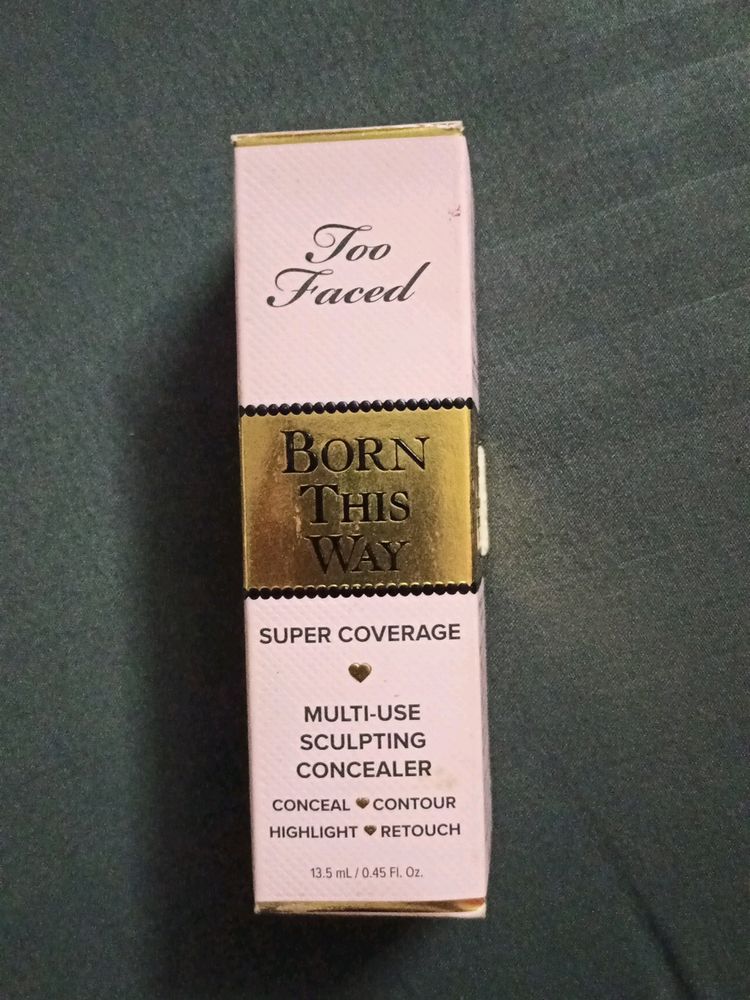 Too
Faced
BORN
THIS
WAY
SUPER COVERAGE
MULTI-USE
SCULPTING
CONCEALER
CONCEAL CONTOUR
HIGHLIGHT RETOUCH
13.5 mL / 0.45 Fl. Oz.